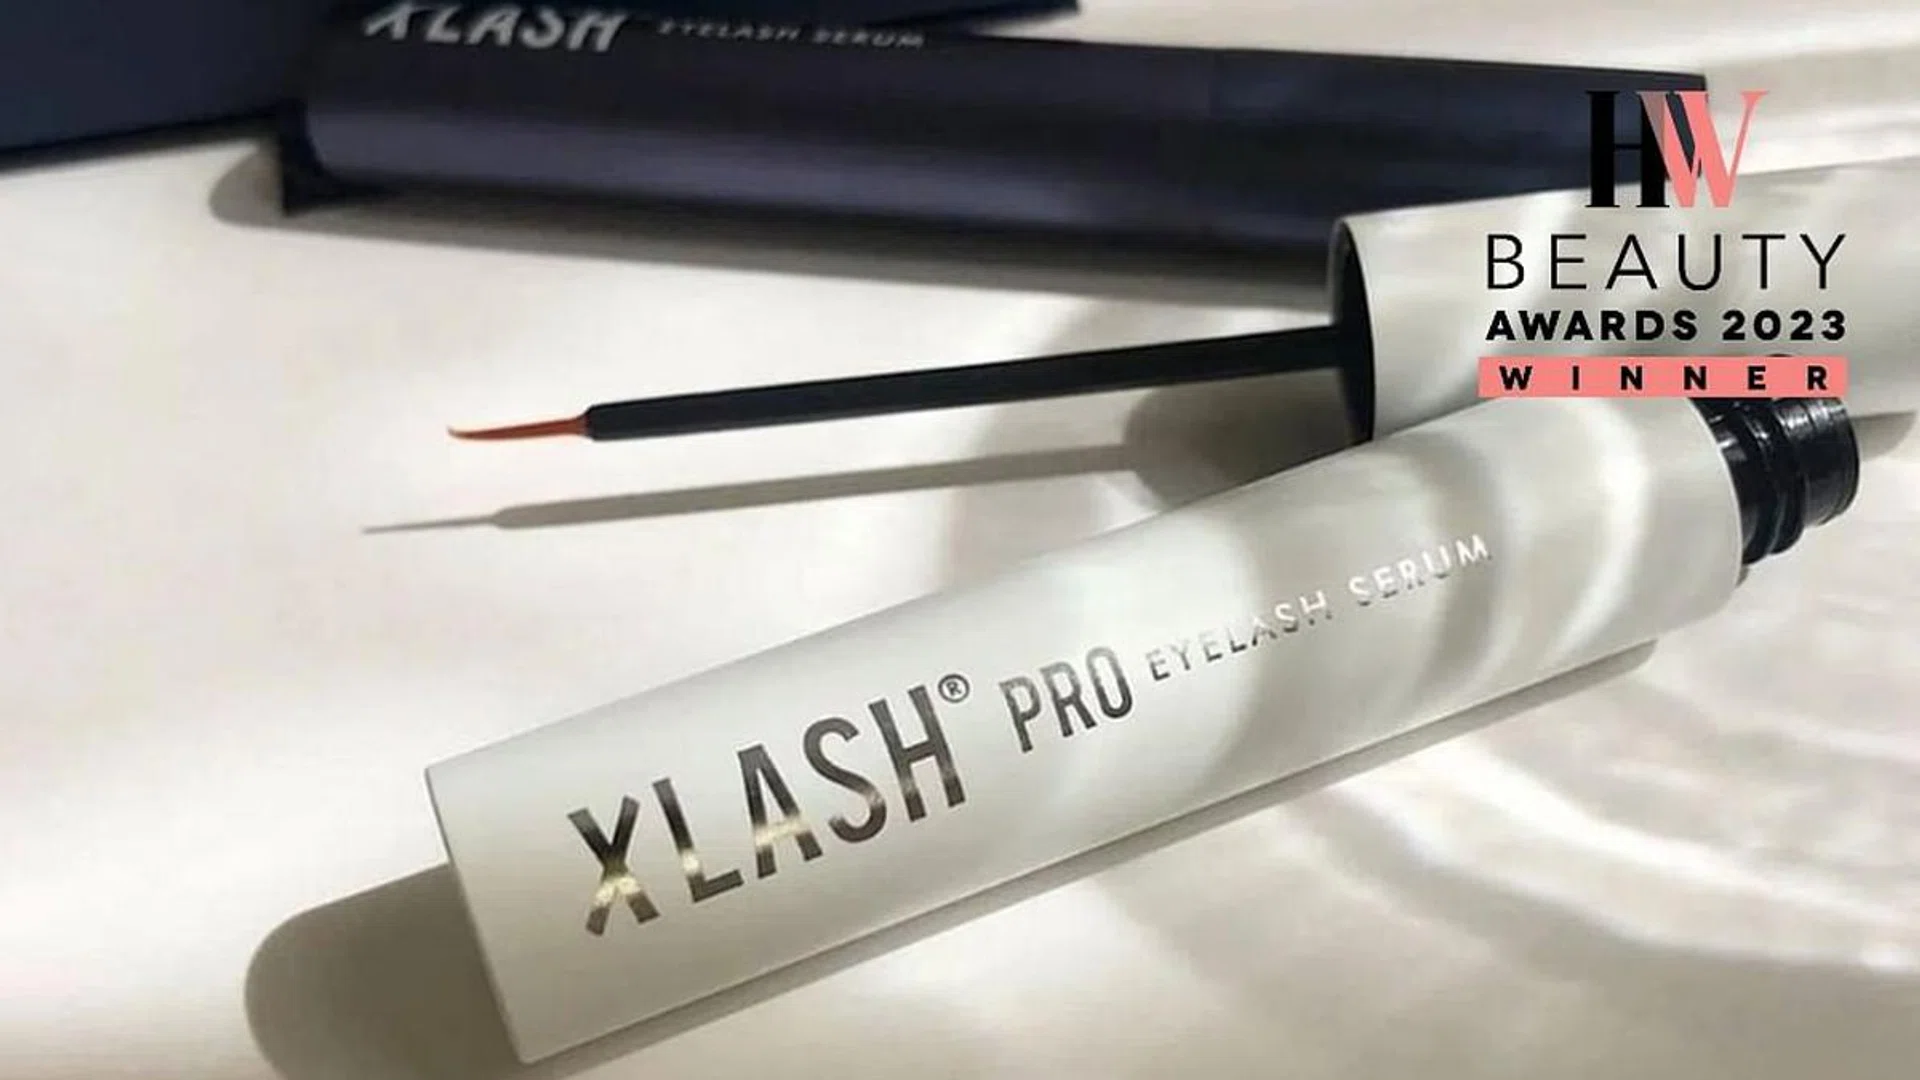 XLASH EYELASH SERUM
HW
BEAUTY
AWARDS 2023
WINNER
XLASH® PRO EYELASH SERUM